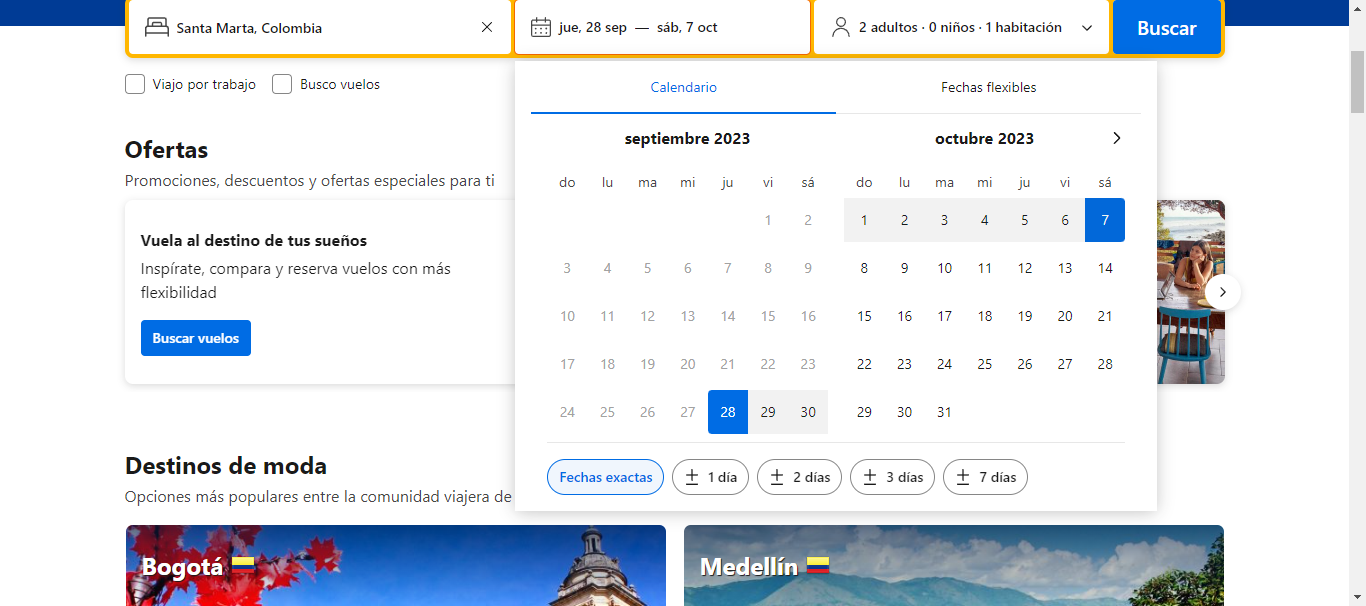 Santa Marta, Colombia
jue, 28 sep — sáb, 7 oct
2 adultos · 0 niños · 1 habitación
Buscar
Viajo por trabajo
Busco vuelos
Calendario
Fechas flexibles
septiembre 2023
do lu ma mi ju vi sá
1 2
3 4 5 6 7 8 9
10 11 12 13 14 15 16
17 18 19 20 21 22 23
24 25 26 27 28 29 30
octubre 2023
do lu ma mi ju vi sá
1 2 3 4 5 6 7
8 9 10 11 12 13 14
15 16 17 18 19 20 21
22 23 24 25 26 27 28
29 30 31
Fechas exactas
± 1 día
± 2 días
± 3 días
± 7 días
Ofertas
Promociones, descuentos y ofertas especiales para ti
Vuela al destino de tus sueños
Inspírate, compara y reserva vuelos con más
flexibilidad
Buscar vuelos
Destinos de moda
Opciones más populares entre la comunidad viajera de
Bogotá
Medellín